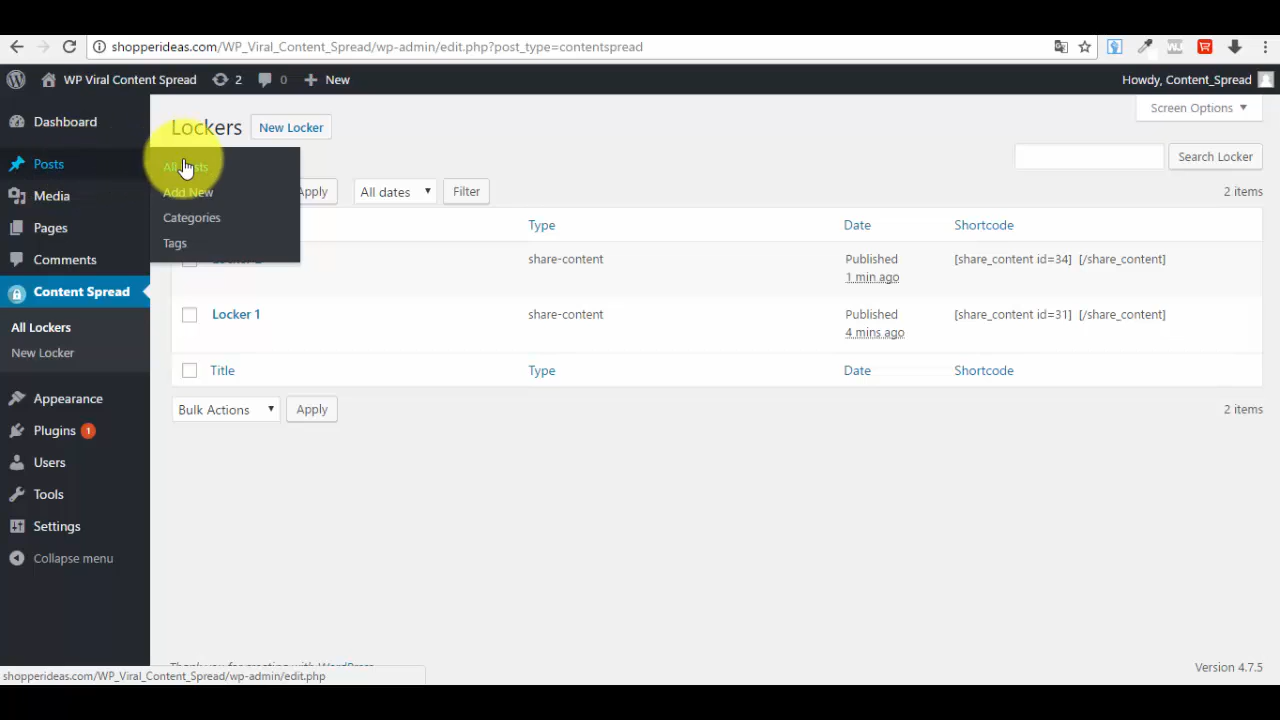 shopperideas.com/WP_Viral_Content_Spread/wp-admin/edit.php?post_type=contentspread
WP Viral Content Spread 2 0 New Howdy, Content_Spread
Dashboard
Posts
Media
Pages
Comments
Content Spread
All Lockers
New Locker
Appearance
Plugins 1
Users
Tools
Settings
Collapse menu
All Posts
Add New
Categories
Tags
Lockers New Locker
Screen Options
Search Locker
Apply All dates Filter 2 items
Type Date Shortcode
share-content Published [share_content id=34] [/share_content]
1 min ago
Locker 1 share-content Published [share_content id=31] [/share_content]
4 mins ago
Title Type Date Shortcode
Bulk Actions Apply 2 items
Version 4.7.5
shopperideas.com/WP_Viral_Content_Spread/wp-admin/edit.php